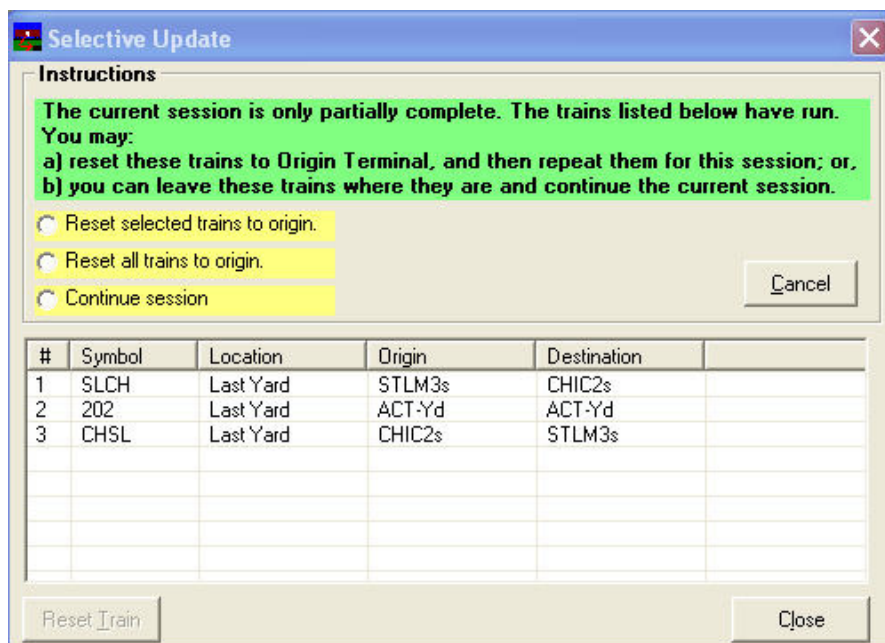 Selective Update
Instructions
The current session is only partially complete. The trains listed below have run.
You may:
a) reset these trains to Origin Terminal, and then repeat them for this session; or,
b) you can leave these trains where they are and continue the current session.
Reset selected trains to origin.
Reset all trains to origin.
Continue session
Cancel
# Symbol Location Origin Destination
1 SLCH Last Yard STLM3s CHIC2s
2 202 Last Yard ACT-Yd ACT-Yd
3 CHSL Last Yard CHIC2s STLM3s
Reset Train
Close